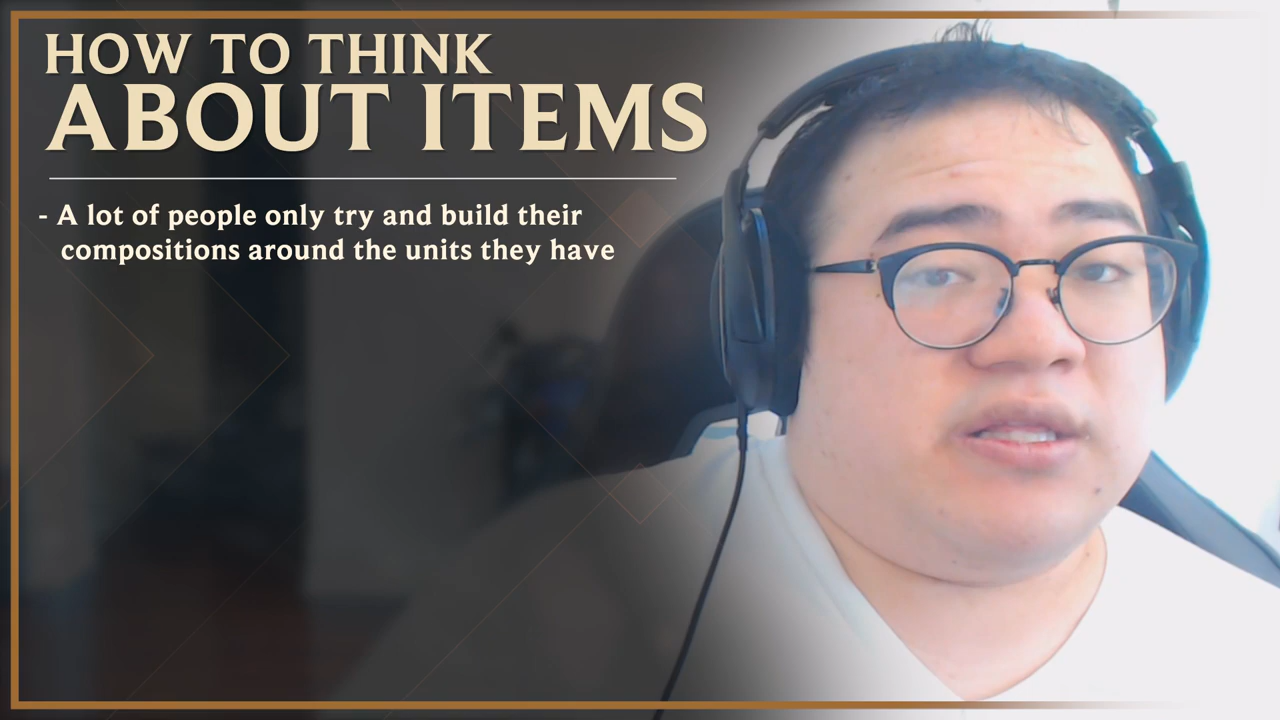 HOW TO THINK
ABOUT ITEMS
- A lot of people only try and build their
compositions around the units they have